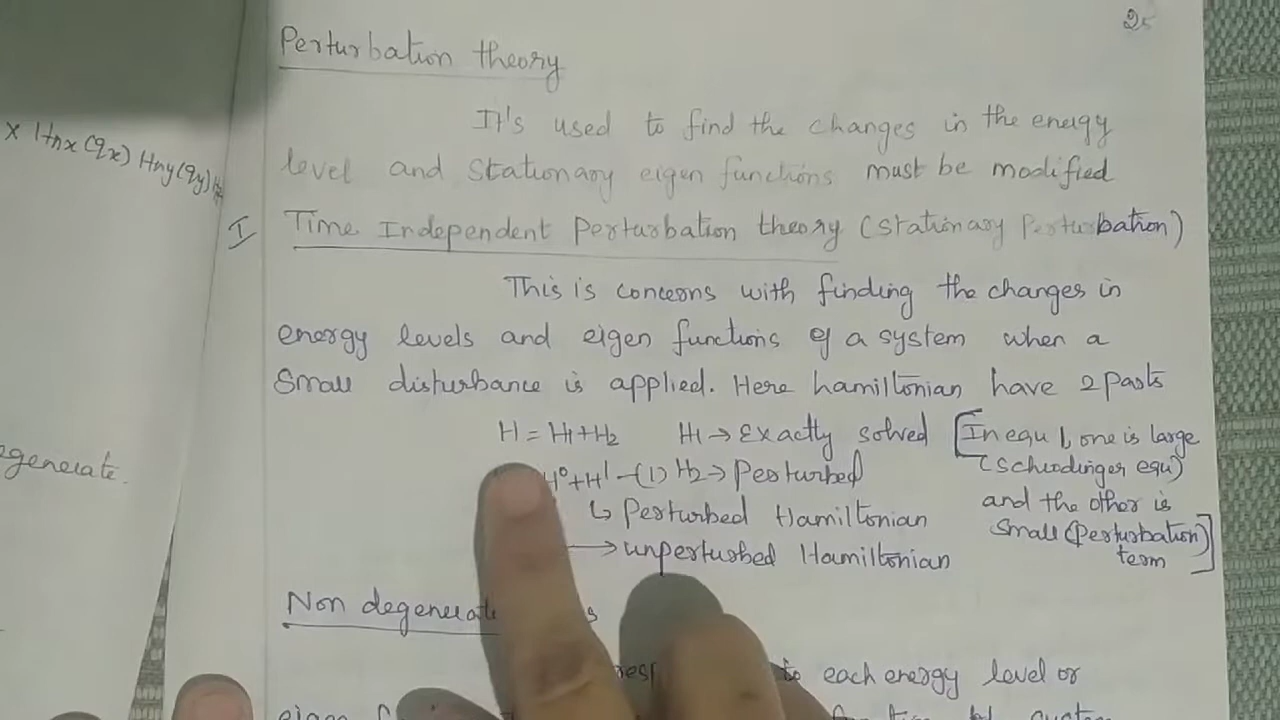 25
Perturbation theory
It's used to find the changes in the energy
level and stationary eigen functions must be modified
I Time Independent Perturbation theory (Stationary Perturbation)
This is concerns with finding the changes in
energy levels and eigen functions of a system when a
small disturbance is applied. Here hamiltonian have 2 parts
H = H1+H2 H1→ Exactly solved [In equ 1, one is large
H⁰+H' -(1) H2→ Perturbed (Schrodinger equ)
↳ Perturbed Hamiltonian and the other is
→ unperturbed Hamiltonian small (Perturbation) term]
Non degenerate
to each energy level or
eigen
x Hnx (qx) Hny (qy)
egenerate.